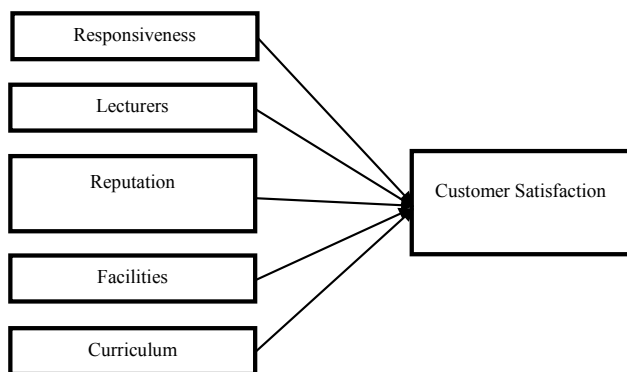 Responsiveness
Lecturers
Reputation
Customer Satisfaction
Facilities
Curriculum